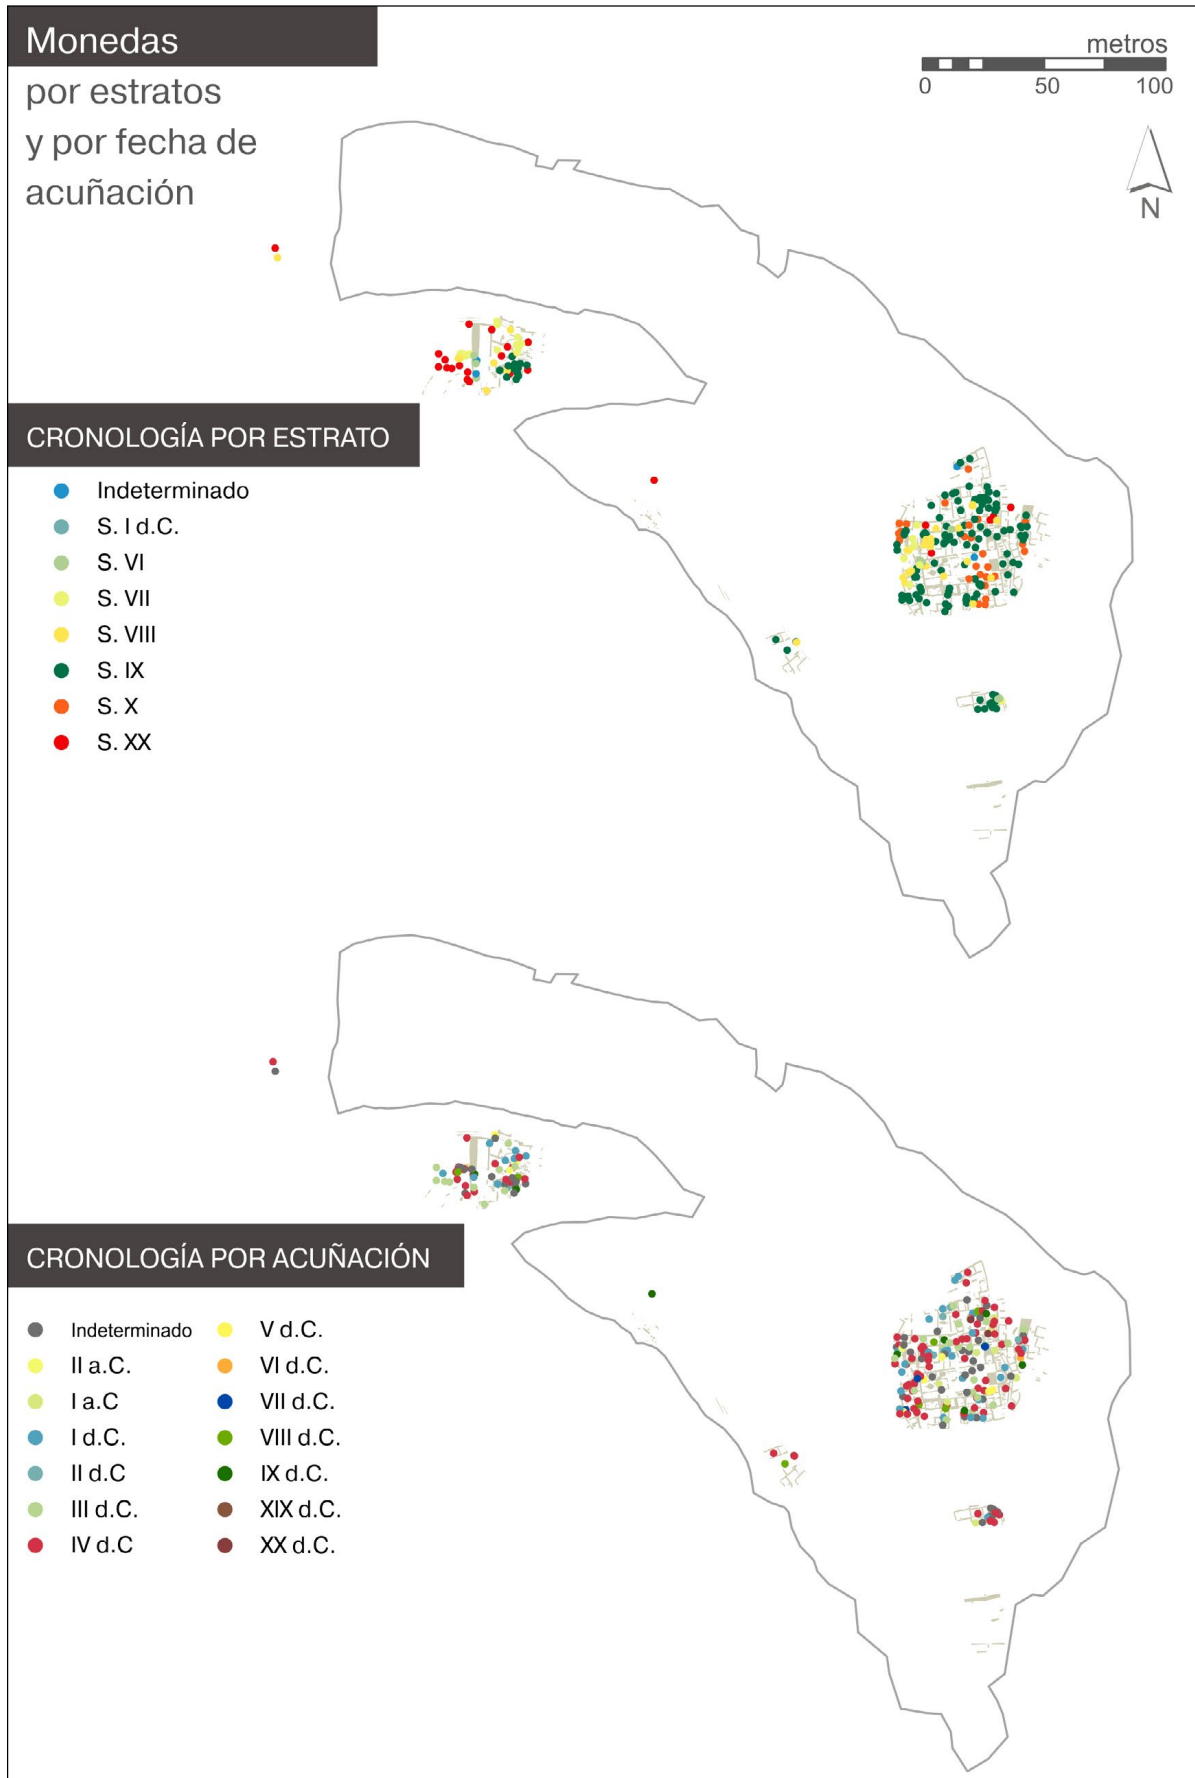 Monedas
por estratos
y por fecha de
acuñación
metros
0 50 100
N
CRONOLOGÍA POR ESTRATO
Indeterminado
S. I d.C.
S. VI
S. VII
S. VIII
S. IX
S. X
S. XX
CRONOLOGÍA POR ACUÑACIÓN
Indeterminado
II a.C.
I a.C
I d.C.
II d.C
III d.C.
IV d.C
V d.C.
VI d.C.
VII d.C.
VIII d.C.
IX d.C.
XIX d.C.
XX d.C.